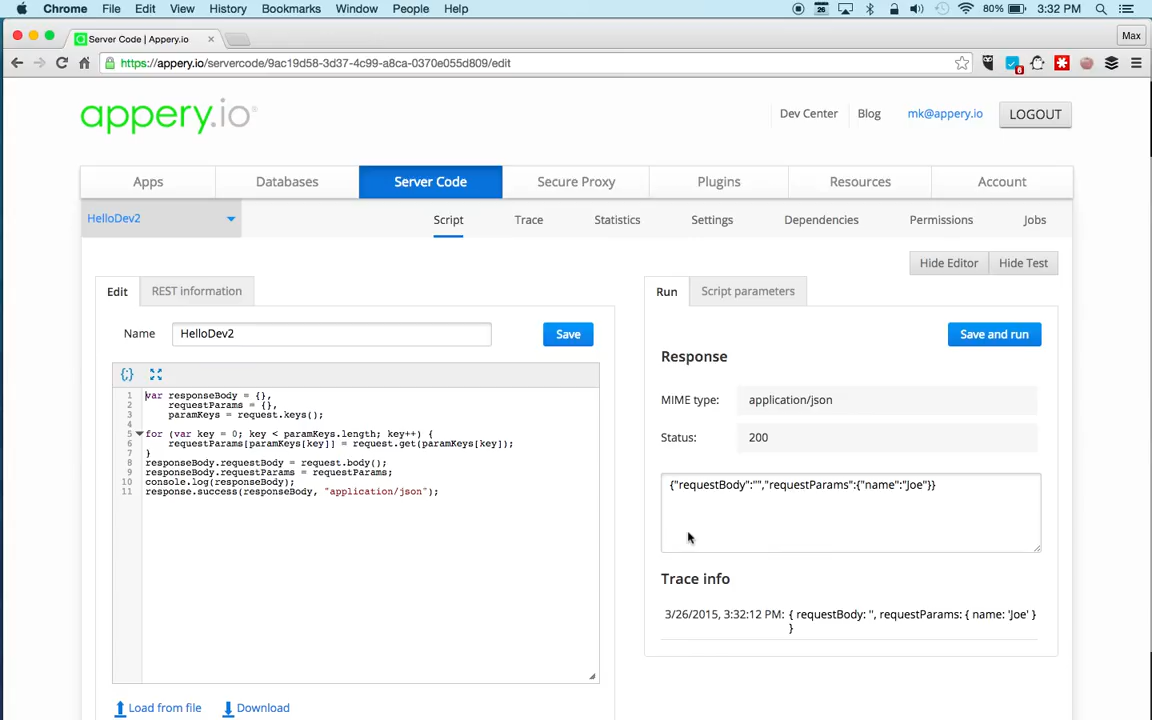 Chrome File Edit View History Bookmarks Window People Help 26 80% 3:32 PM
Server Code | Appery.io × Max
https://appery.io/servercode/9ac19d58-3d37-4c99-a8ca-0370e055d809/edit 6
appery.io® Dev Center Blog mk@appery.io LOGOUT
Apps Databases Server Code Secure Proxy Plugins Resources Account
HelloDev2 Script Trace Statistics Settings Dependencies Permissions Jobs
Hide Editor Hide Test
Edit REST information Run Script parameters
Name HelloDev2 Save Save and run
Response
{;}
1 var responseBody = {},
2 requestParams = {},
3 paramKeys = request.keys();
4
5 for (var key = 0; key < paramKeys.length; key++) {
6 requestParams[paramKeys[key]] = request.get(paramKeys[key]);
7 }
8 responseBody.requestBody = request.body();
9 responseBody.requestParams = requestParams;
10 console.log(responseBody);
11 response.success(responseBody, "application/json");
MIME type: application/json
Status: 200
{"requestBody":"","requestParams":{"name":"Joe"}}
Trace info
3/26/2015, 3:32:12 PM: { requestBody: '', requestParams: { name: 'Joe' }
}
Load from file Download